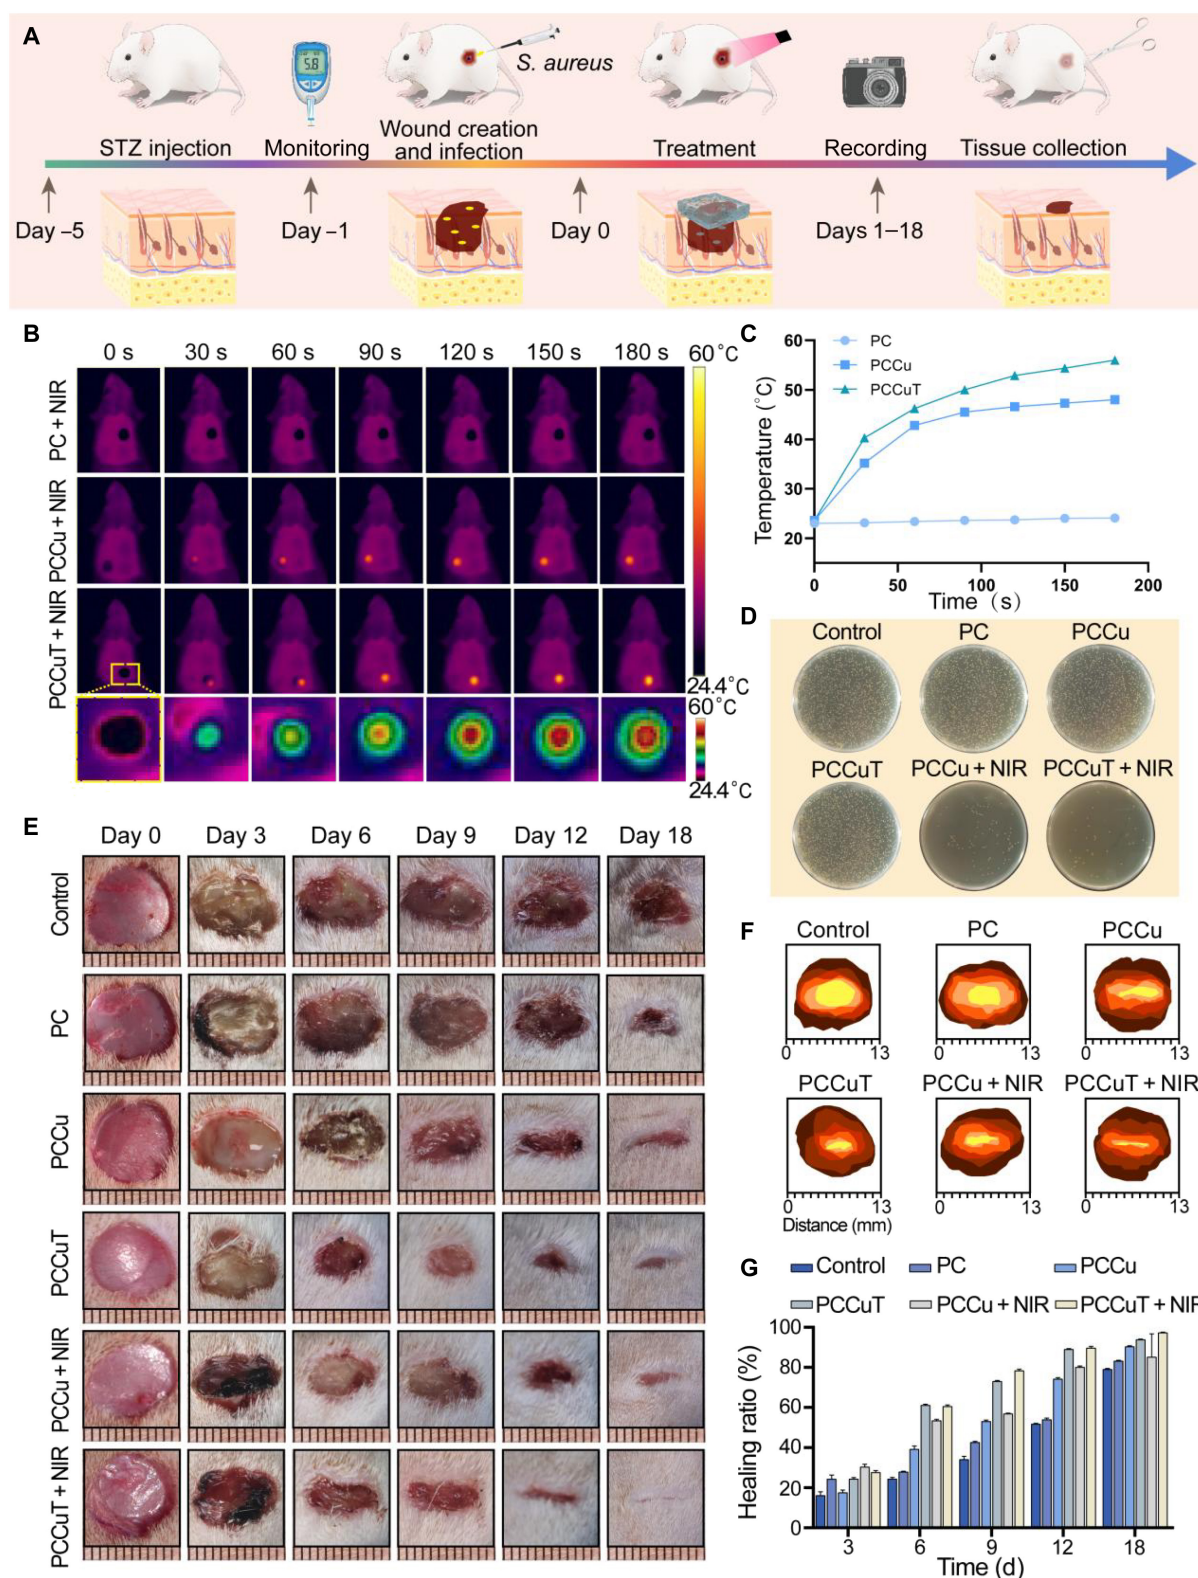 A
5.8
S. aureus
STZ injection
Monitoring
Wound creation
and infection
Treatment
Recording
Tissue collection
Day –5
Day –1
Day 0
Days 1–18
B
0 s 30 s 60 s 90 s 120 s 150 s 180 s
60˚C
PC + NIR
PCCu + NIR
PCCuT + NIR
24.4˚C
60˚C
24.4˚C
C
PC
PCCu
PCCuT
Temperature (˚C)
60
50
40
30
20
0 50 100 150 200
Time (s)
D
Control PC PCCu
PCCuT PCCu + NIR PCCuT + NIR
E
Day 0 Day 3 Day 6 Day 9 Day 12 Day 18
Control
PC
PCCu
PCCuT
PCCu + NIR
PCCuT + NIR
F
Control PC PCCu
0 13 0 13 0 13
PCCuT PCCu + NIR PCCuT + NIR
0 13 0 13 0 13
Distance (mm)
G
Control PC PCCu
PCCuT PCCu + NIR PCCuT + NIR
Healing ratio (%)
100
80
60
40
20
0
3 6 9 12 18
Time (d)